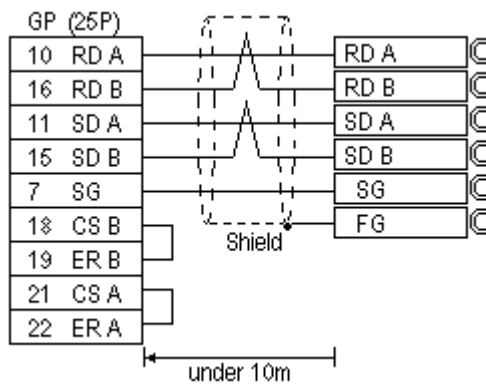 GP (25P)
10 RD A RD A
16 RD B RD B
11 SD A SD A
15 SD B SD B
7 SG SG
18 CS B FG
Shield
19 ER B
21 CS A
22 ER A
under 10m